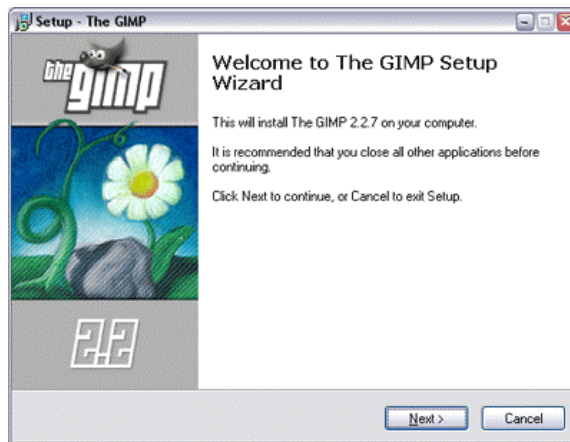 Setup - The GIMP
the gimp
Welcome to The GIMP Setup
Wizard
This will install The GIMP 2.2.7 on your computer.
It is recommended that you close all other applications before
continuing.
Click Next to continue, or Cancel to exit Setup.
2.2
Next >
Cancel